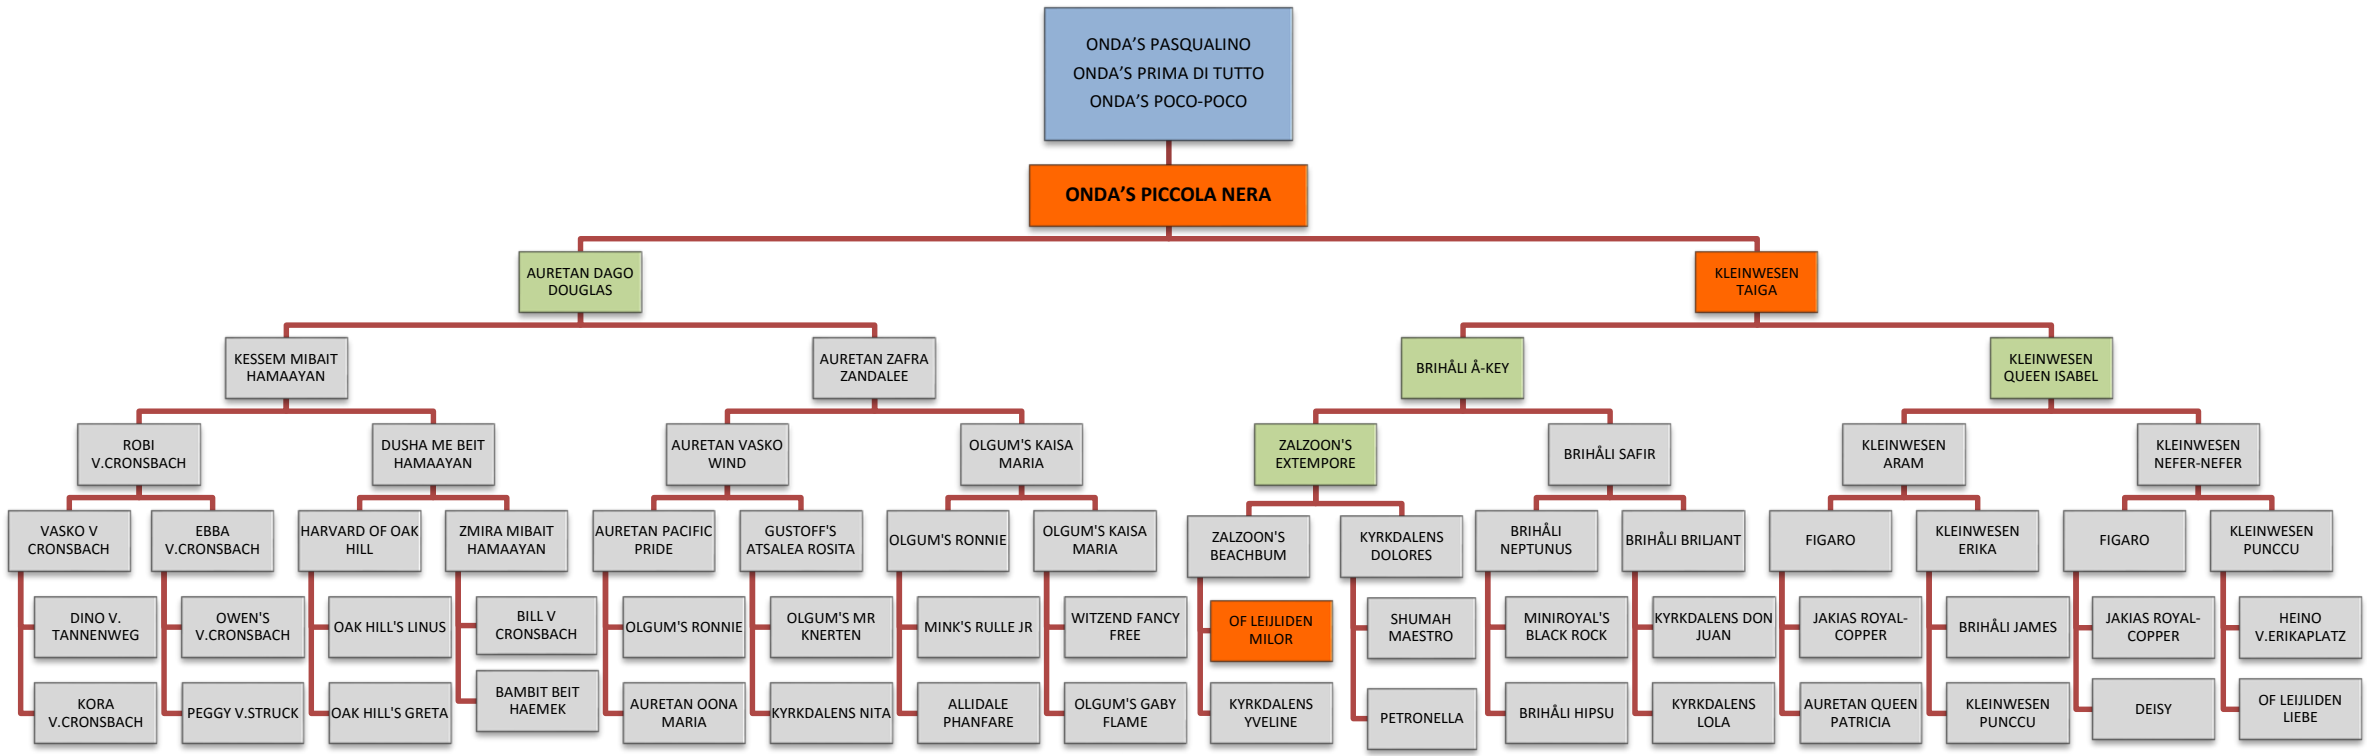 ONDA’S PASQUALINO
ONDA’S PRIMA DI TUTTO
ONDA’S POCO-POCO
ONDA’S PICCOLA NERA
AURETAN DAGO
DOUGLAS
KLEINWESEN
TAIGA
KESSEM MIBAIT
HAMAAYAN
AURETAN ZAFRA
ZANDALEE
BRIHÅLI Å-KEY
KLEINWESEN
QUEEN ISABEL
ROBI
V.CRONSBACH
DUSHA ME BEIT
HAMAAYAN
AURETAN VASKO
WIND
OLGUM'S KAISA
MARIA
ZALZOON'S
EXTEMPORE
BRIHÅLI SAFIR
KLEINWESEN
ARAM
KLEINWESEN
NEFER-NEFER
VASKO V
CRONSBACH
EBBA
V.CRONSBACH
HARVARD OF OAK
HILL
ZMIRA MIBAIT
HAMAAYAN
AURETAN PACIFIC
PRIDE
GUSTOFF'S
ATSALEA ROSITA
OLGUM'S RONNIE
OLGUM'S KAISA
MARIA
ZALZOON'S
BEACHBUM
KYRKDALENS
DOLORES
BRIHÅLI
NEPTUNUS
BRIHÅLI BRILJANT
FIGARO
KLEINWESEN
ERIKA
FIGARO
KLEINWESEN
PUNCCU
DINO V.
TANNENWEG
OWEN'S
V.CRONSBACH
OAK HILL'S LINUS
BILL V
CRONSBACH
OLGUM'S RONNIE
OLGUM'S MR
KNERTEN
MINK'S RULLE JR
WITZEND FANCY
FREE
OF LEIJLIDEN
MILOR
SHUMAH
MAESTRO
MINIROYAL'S
BLACK ROCK
KYRKDALENS DON
JUAN
JAKIAS ROYAL-
COPPER
BRIHÅLI JAMES
JAKIAS ROYAL-
COPPER
HEINO
V.ERIKAPLATZ
KORA
V.CRONSBACH
PEGGY V.STRUCK
OAK HILL'S GRETA
BAMBIT BEIT
HAEMEK
AURETAN OONA
MARIA
KYRKDALENS NITA
ALLIDALE
PHANFARE
OLGUM'S GABY
FLAME
KYRKDALENS
YVELINE
PETRONELLA
BRIHÅLI HIPSU
KYRKDALENS
LOLA
AURETAN QUEEN
PATRICIA
KLEINWESEN
PUNCCU
DEISY
OF LEIJLIDEN
LIEBE